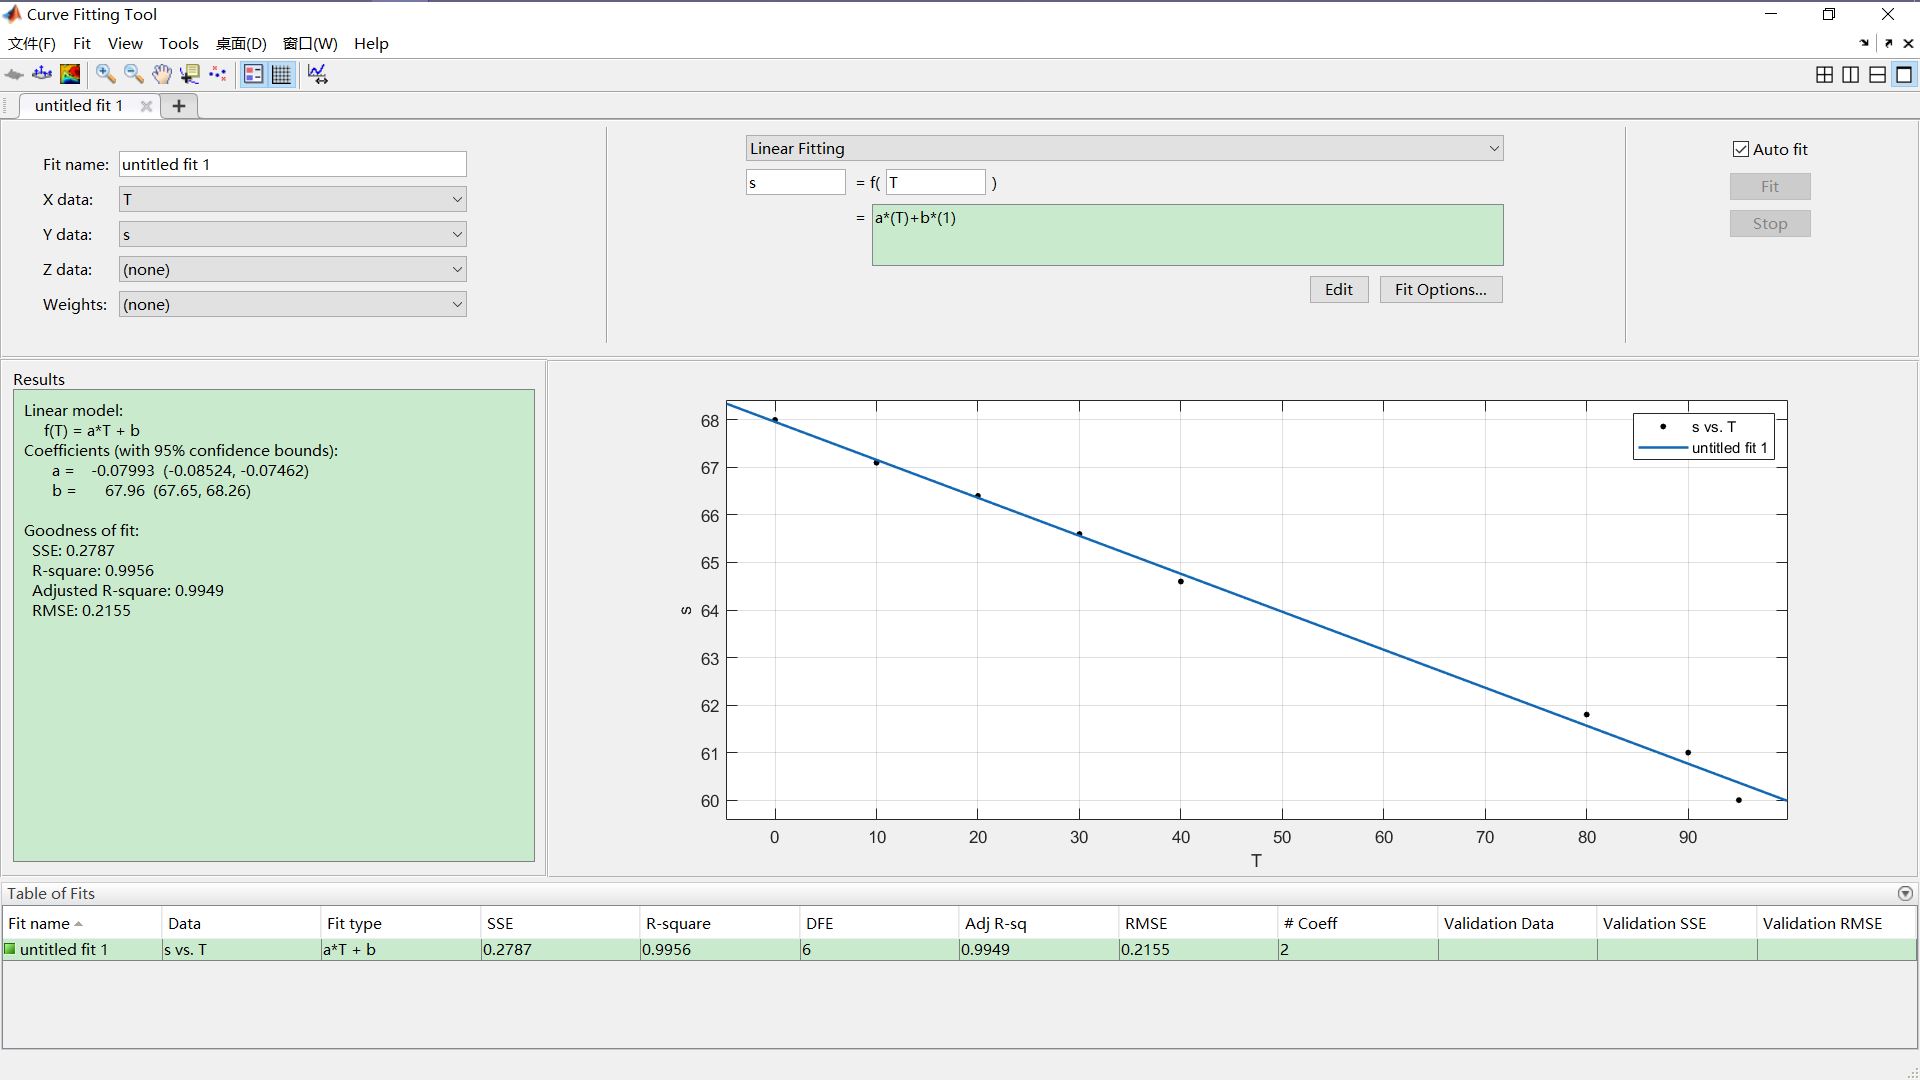 Curve Fitting Tool
文件(F) Fit View Tools 桌面(D) 窗口(W) Help
untitled fit 1
Fit name: untitled fit 1
X data: T
Y data: s
Z data: (none)
Weights: (none)
Linear Fitting
s = f( T )
= a*(T)+b*(1)
Edit Fit Options...
Auto fit
Fit
Stop
Results
Linear model:
f(T) = a*T + b
Coefficients (with 95% confidence bounds):
a = -0.07993 (-0.08524, -0.07462)
b = 67.96 (67.65, 68.26)
Goodness of fit:
SSE: 0.2787
R-square: 0.9956
Adjusted R-square: 0.9949
RMSE: 0.2155
68
67
66
65
64
63
62
61
60
s
0 10 20 30 40 50 60 70 80 90
T
s vs. T
untitled fit 1
Table of Fits
Fit name Data Fit type SSE R-square DFE Adj R-sq RMSE # Coeff Validation Data Validation SSE Validation RMSE
untitled fit 1 s vs. T a*T + b 0.2787 0.9956 6 0.9949 0.2155 2